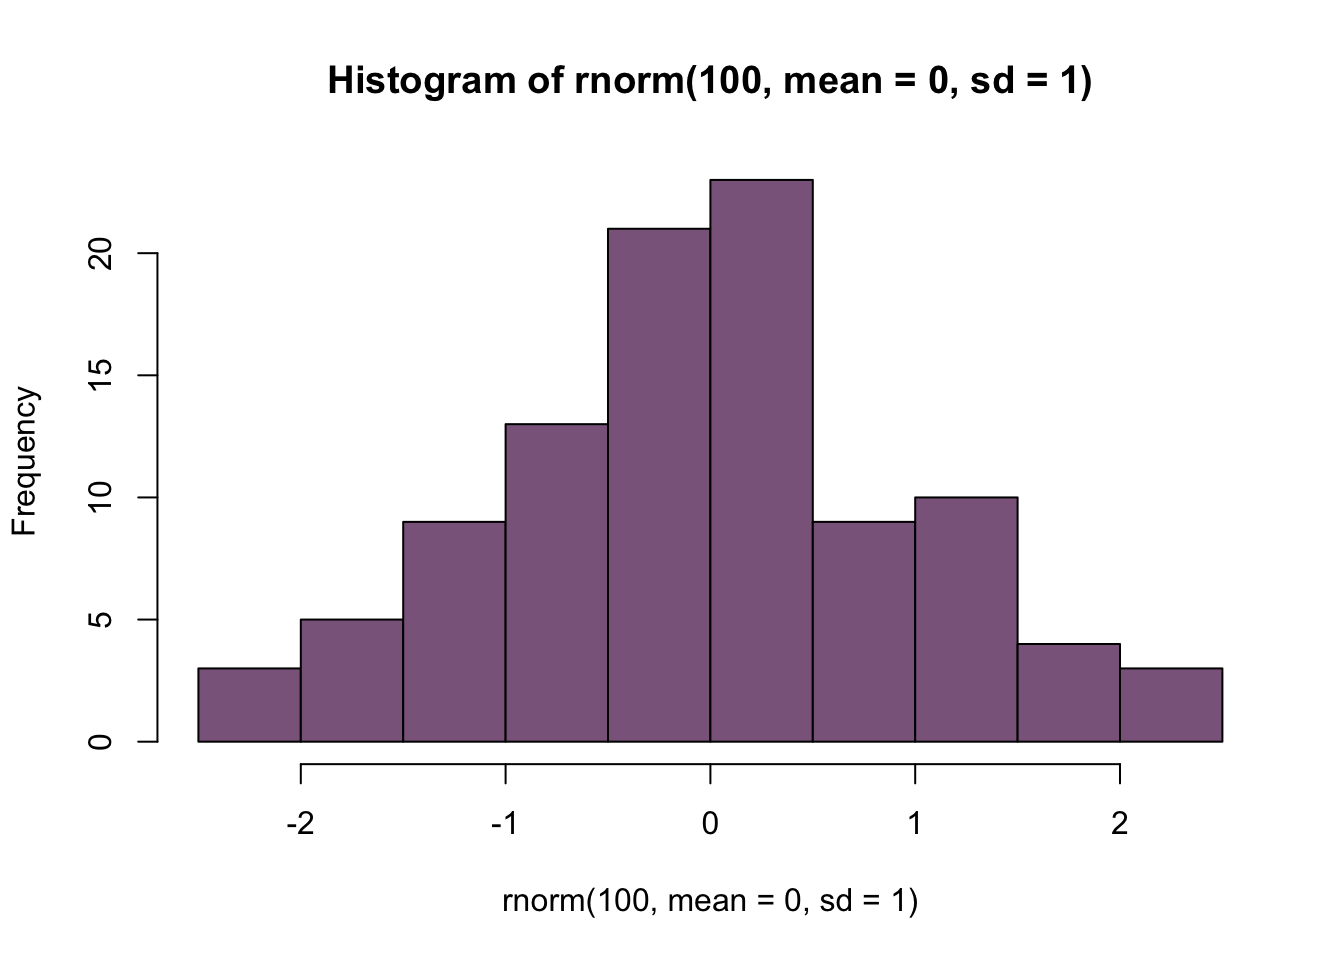 Histogram of rnorm(100, mean = 0, sd = 1)
Frequency
20
15
10
5
0
-2 -1 0 1 2
rnorm(100, mean = 0, sd = 1)